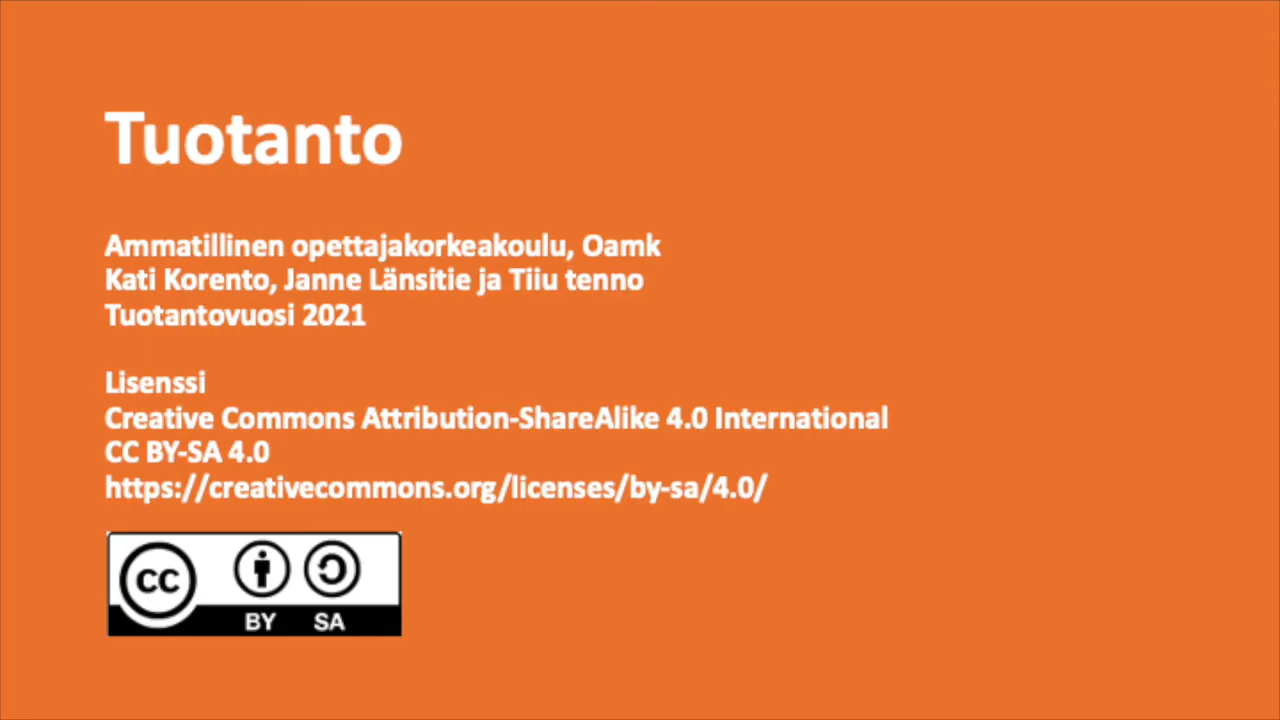 Tuotanto
Ammatillinen opettajakorkeakoulu, Oamk
Kati Korento, Janne Länsitie ja Tiiu tenno
Tuotantovuosi 2021
Lisenssi
Creative Commons Attribution-ShareAlike 4.0 International
CC BY-SA 4.0
https://creativecommons.org/licenses/by-sa/4.0/
CC
BY SA